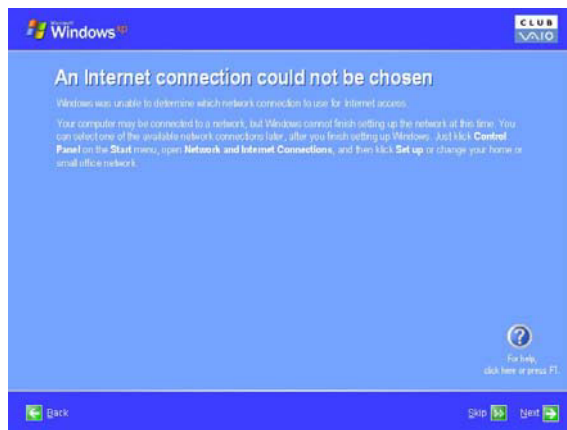 Microsoft
Windows xp
CLUB
VAIO
An Internet connection could not be chosen
Windows was unable to determine which network connection to use for Internet access.
Your computer may be connected to a network, but Windows cannot finish setting up the network at this time. You
can select one of the available network connections later, after you finish setting up Windows. Just klick Control
Panel on the Start menu, open Network and Internet Connections, and then klick Set up or change your home or
small office network.
?
For help,
click here or press F1.
Back
Skip
Next